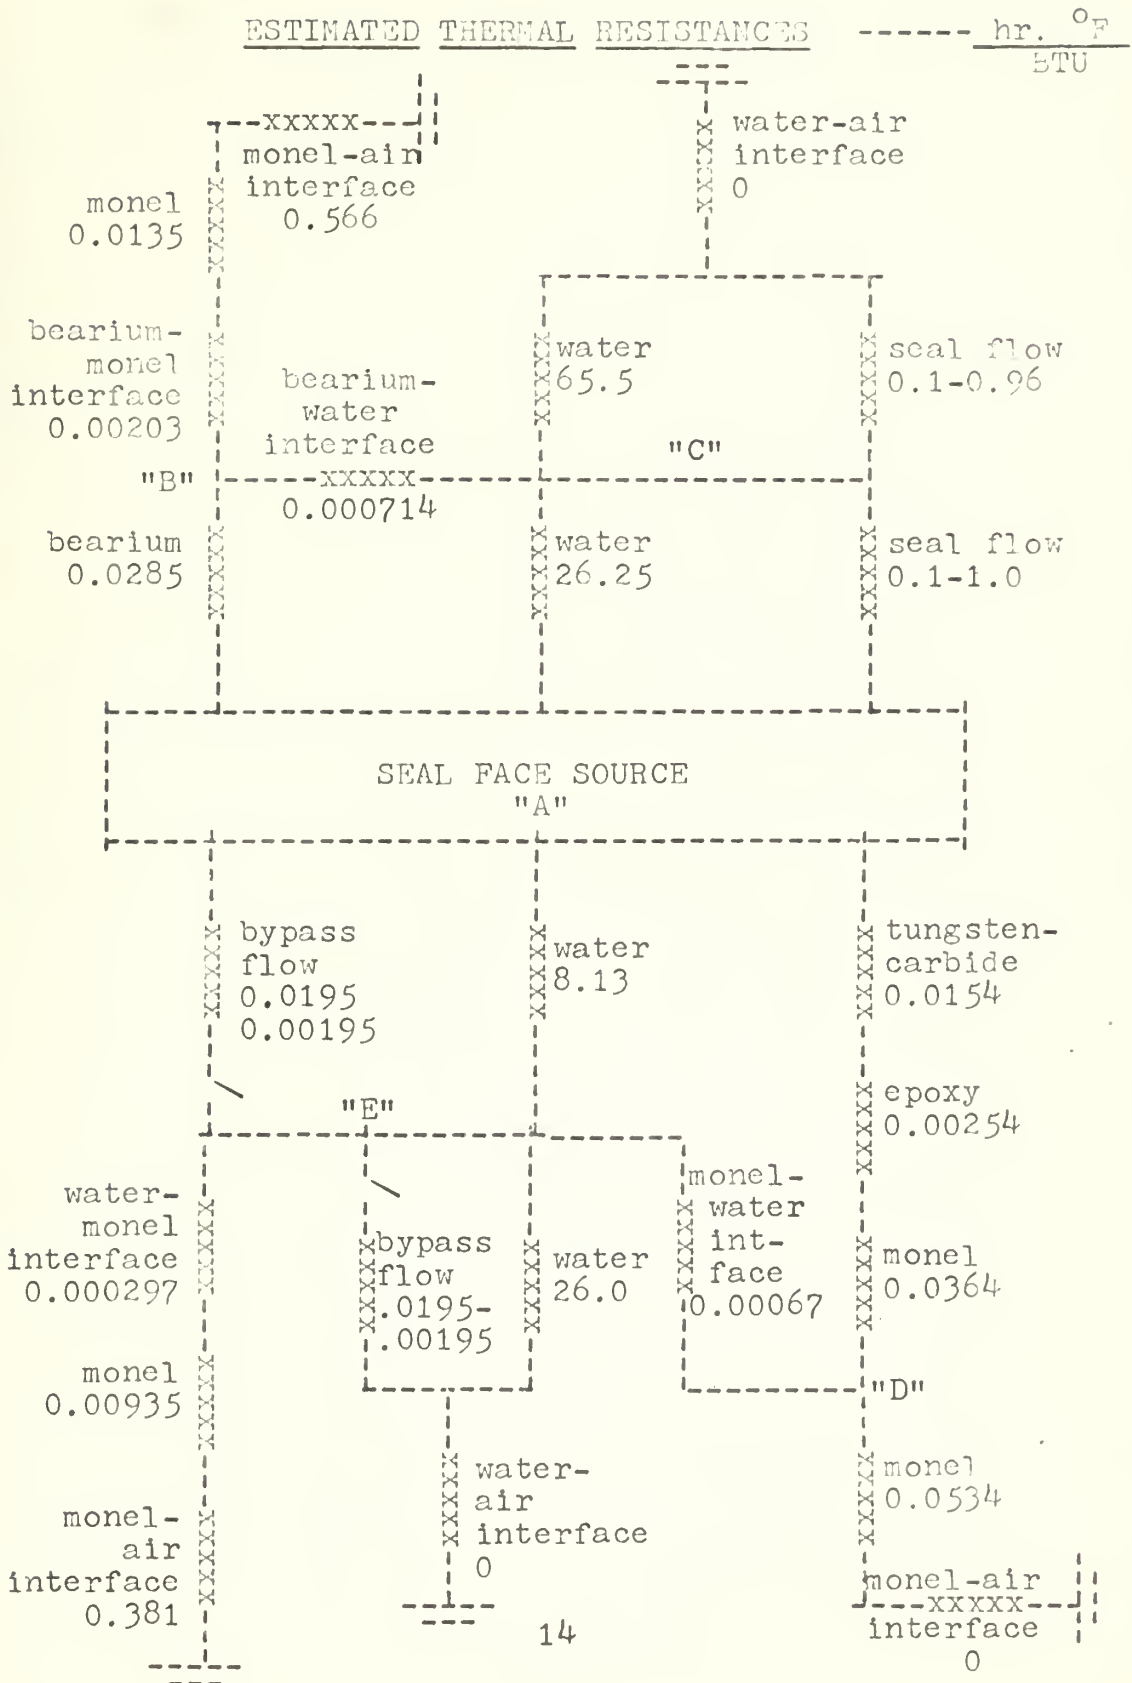 ESTIMATED THERMAL RESISTANCES ------ hr. °F
BTU
---XXXXX---
monel-air
interface
0.566
water-air
interface
0
monel
0.0135
bearium-
monel
interface
0.00203
bearium-
water
interface
water
65.5
seal flow
0.1-0.96
"C"
"B"
-----XXXXX-----
0.000714
bearium
0.0285
water
26.25
seal flow
0.1-1.0
SEAL FACE SOURCE
"A"
bypass
flow
0.0195
0.00195
water
8.13
tungsten-
carbide
0.0154
epoxy
0.00254
"E"
water-
monel
interface
0.000297
bypass
flow
.0195-
.00195
water
26.0
monel-
water
int-
face
0.00067
monel
0.0364
monel
0.00935
"D"
water-
air
interface
0
monel
0.0534
monel-
air
interface
0.381
monel-air
---XXXXX---
interface
0
14